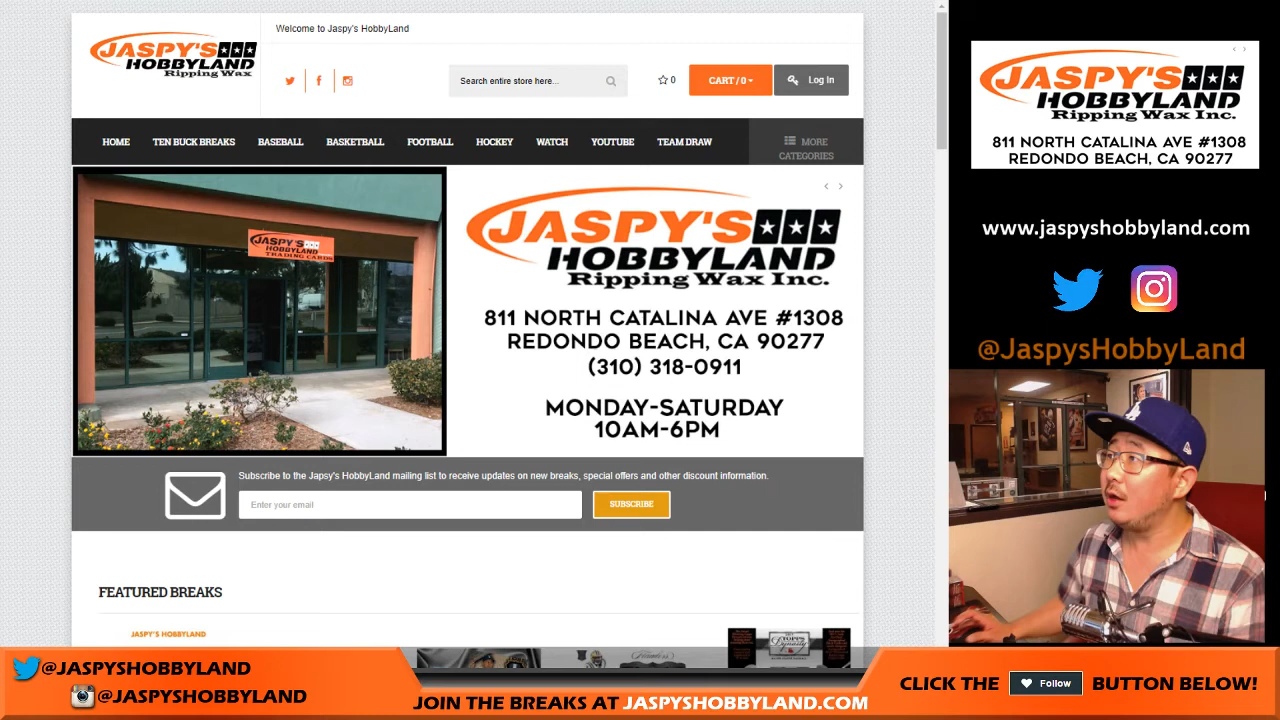 JASPY'S
HOBBYLAND
Ripping Wax
Welcome to Jaspy's HobbyLand
Search entire store here...
0
CART / 0
Log In
HOME
TEN BUCK BREAKS
BASEBALL
BASKETBALL
FOOTBALL
HOCKEY
WATCH
YOUTUBE
TEAM DRAW
MORE
CATEGORIES
JASPY'S
HOBBYLAND
TRADING CARDS
JASPY'S
HOBBYLAND
Ripping Wax Inc.
811 NORTH CATALINA AVE #1308
REDONDO BEACH, CA 90277
(310) 318-0911
MONDAY-SATURDAY
10AM-6PM
Subscribe to the Japsy's HobbyLand mailing list to receive updates on new breaks, special offers and other discount information.
Enter your email
SUBSCRIBE
FEATURED BREAKS
JASPY'S HOBBYLAND
TOPPS
Dynasty
JASPY'S
HOBBYLAND
Ripping Wax Inc.
811 NORTH CATALINA AVE #1308
REDONDO BEACH, CA 90277
www.jaspyshobbyland.com
@JaspysHobbyLand
LA
@JASPYSHOBBYLAND
@JASPYSHOBBYLAND
JOIN THE BREAKS AT JASPYSHOBBYLAND.COM
CLICK THE
Follow
BUTTON BELOW!